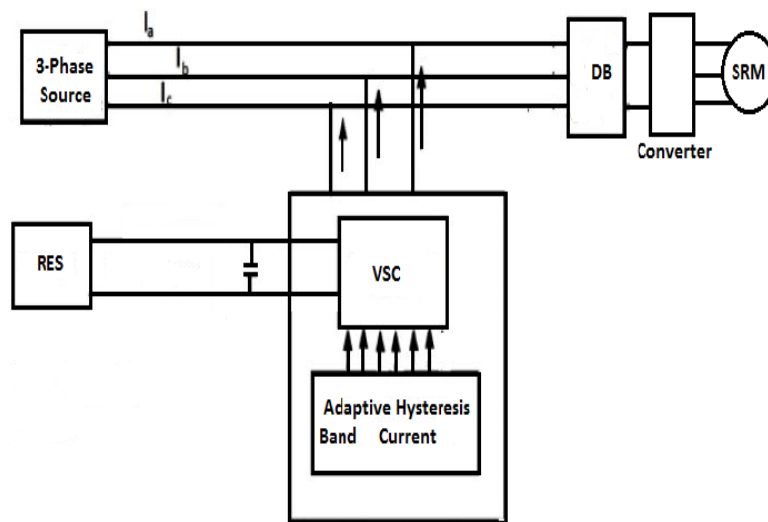 Ia
Ib
Ic
3-Phase
Source
DB
SRM
Converter
RES
VSC
Adaptive Hysteresis
Band Current